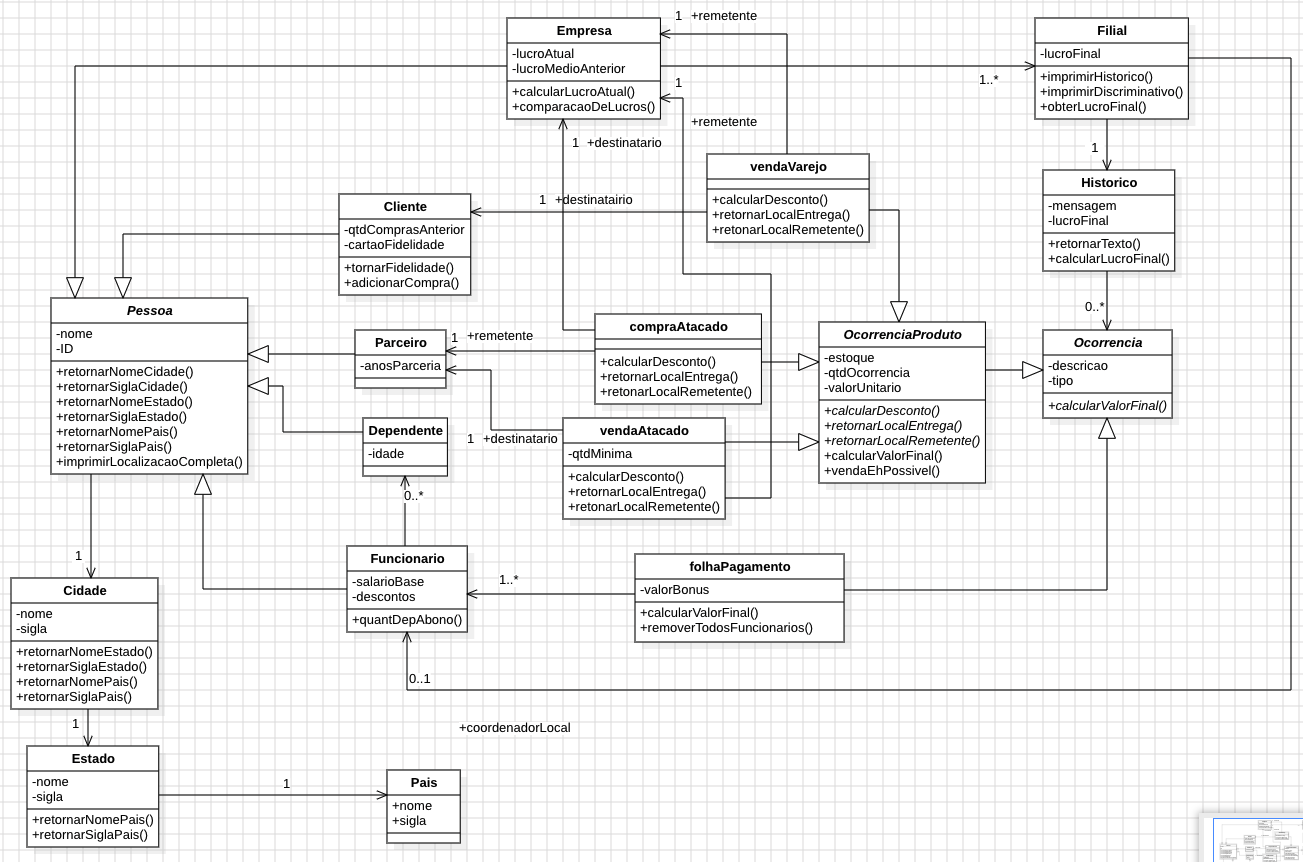 1 +remetente
Empresa
-lucroAtual
-lucroMedioAnterior
+calcularLucroAtual()
+comparacaoDeLucros()
Filial
-lucroFinal
+imprimirHistorico()
+imprimirDiscriminativo()
+obterLucroFinal()
1..*
1
+remetente
1 +destinatario
1
vendaVarejo
+calcularDesconto()
+retornarLocalEntrega()
+retonarLocalRemetente()
Historico
-mensagem
-lucroFinal
+retornarTexto()
+calcularLucroFinal()
Cliente
-qtdComprasAnterior
-cartaoFidelidade
+tornarFidelidade()
+adicionarCompra()
1 +destinatairio
0..*
Pessoa
-nome
-ID
+retornarNomeCidade()
+retornarSiglaCidade()
+retornarNomeEstado()
+retornarSiglaEstado()
+retornarNomePais()
+retornarSiglaPais()
+imprimirLocalizacaoCompleta()
Parceiro
-anosParceria
1 +remetente
compraAtacado
+calcularDesconto()
+retornarLocalEntrega()
+retonarLocalRemetente()
OcorrenciaProduto
-estoque
-qtdOcorrencia
-valorUnitario
+calcularDesconto()
+retornarLocalEntrega()
+retornarLocalRemetente()
+calcularValorFinal()
+vendaEhPossivel()
Ocorrencia
-descricao
-tipo
+calcularValorFinal()
Dependente
-idade
1 +destinatario
vendaAtacado
-qtdMinima
+calcularDesconto()
+retornarLocalEntrega()
+retonarLocalRemetente()
0..*
1
Funcionario
-salarioBase
-descontos
+quantDepAbono()
1..*
folhaPagamento
-valorBonus
+calcularValorFinal()
+removerTodosFuncionarios()
Cidade
-nome
-sigla
+retornarNomeEstado()
+retornarSiglaEstado()
+retornarNomePais()
+retornarSiglaPais()
0..1
1
+coordenadorLocal
Estado
-nome
-sigla
+retornarNomePais()
+retornarSiglaPais()
1
Pais
+nome
+sigla